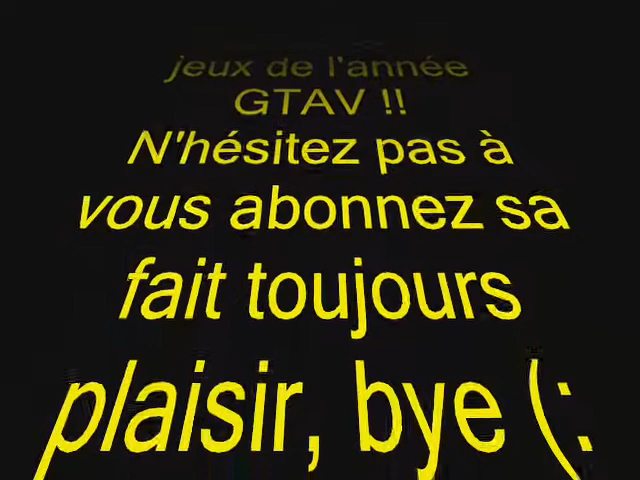 jeux de l'année
GTAV !!
N'hésitez pas à
vous abonnez sa
fait toujours
plaisir, bye (: